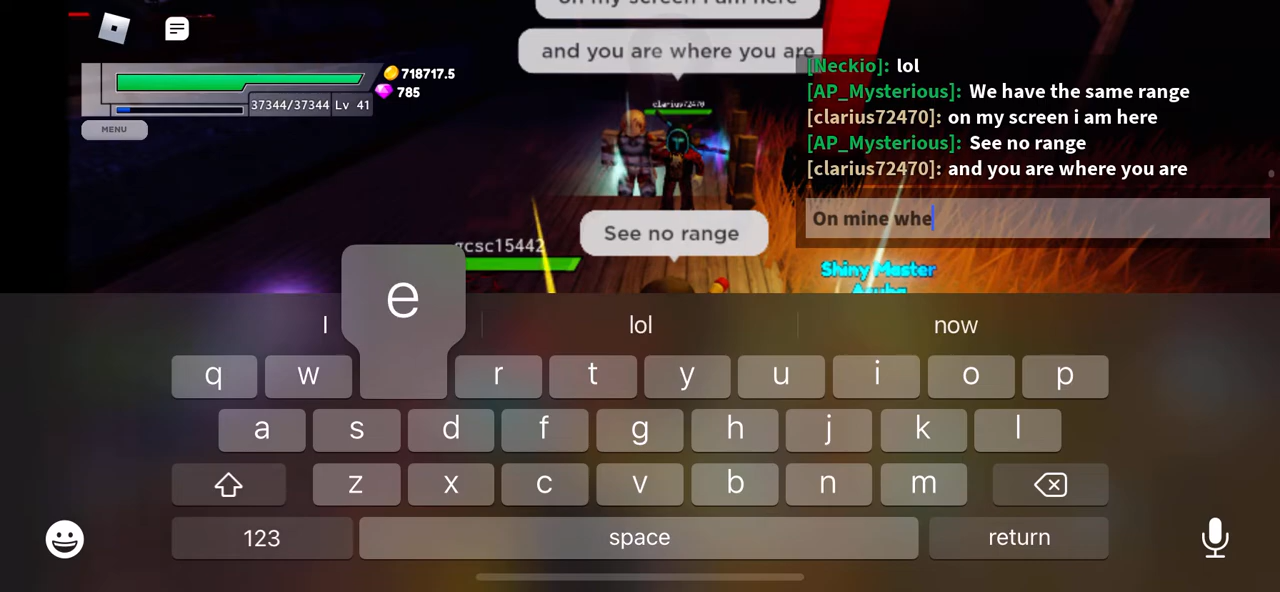 on my screen i am here
and you are where you are
718717.5
785
37344/37344 Lv 41
MENU
clarius72470
[Neckio]: lol
[AP_Mysterious]: We have the same range
[clarius72470]: on my screen i am here
[AP_Mysterious]: See no range
[clarius72470]: and you are where you are
On mine whe
gcsc15442
See no range
Shiny Master
I
lol
now
e
q w r t y u i o p
a s d f g h j k l
z x c v b n m
123 space return